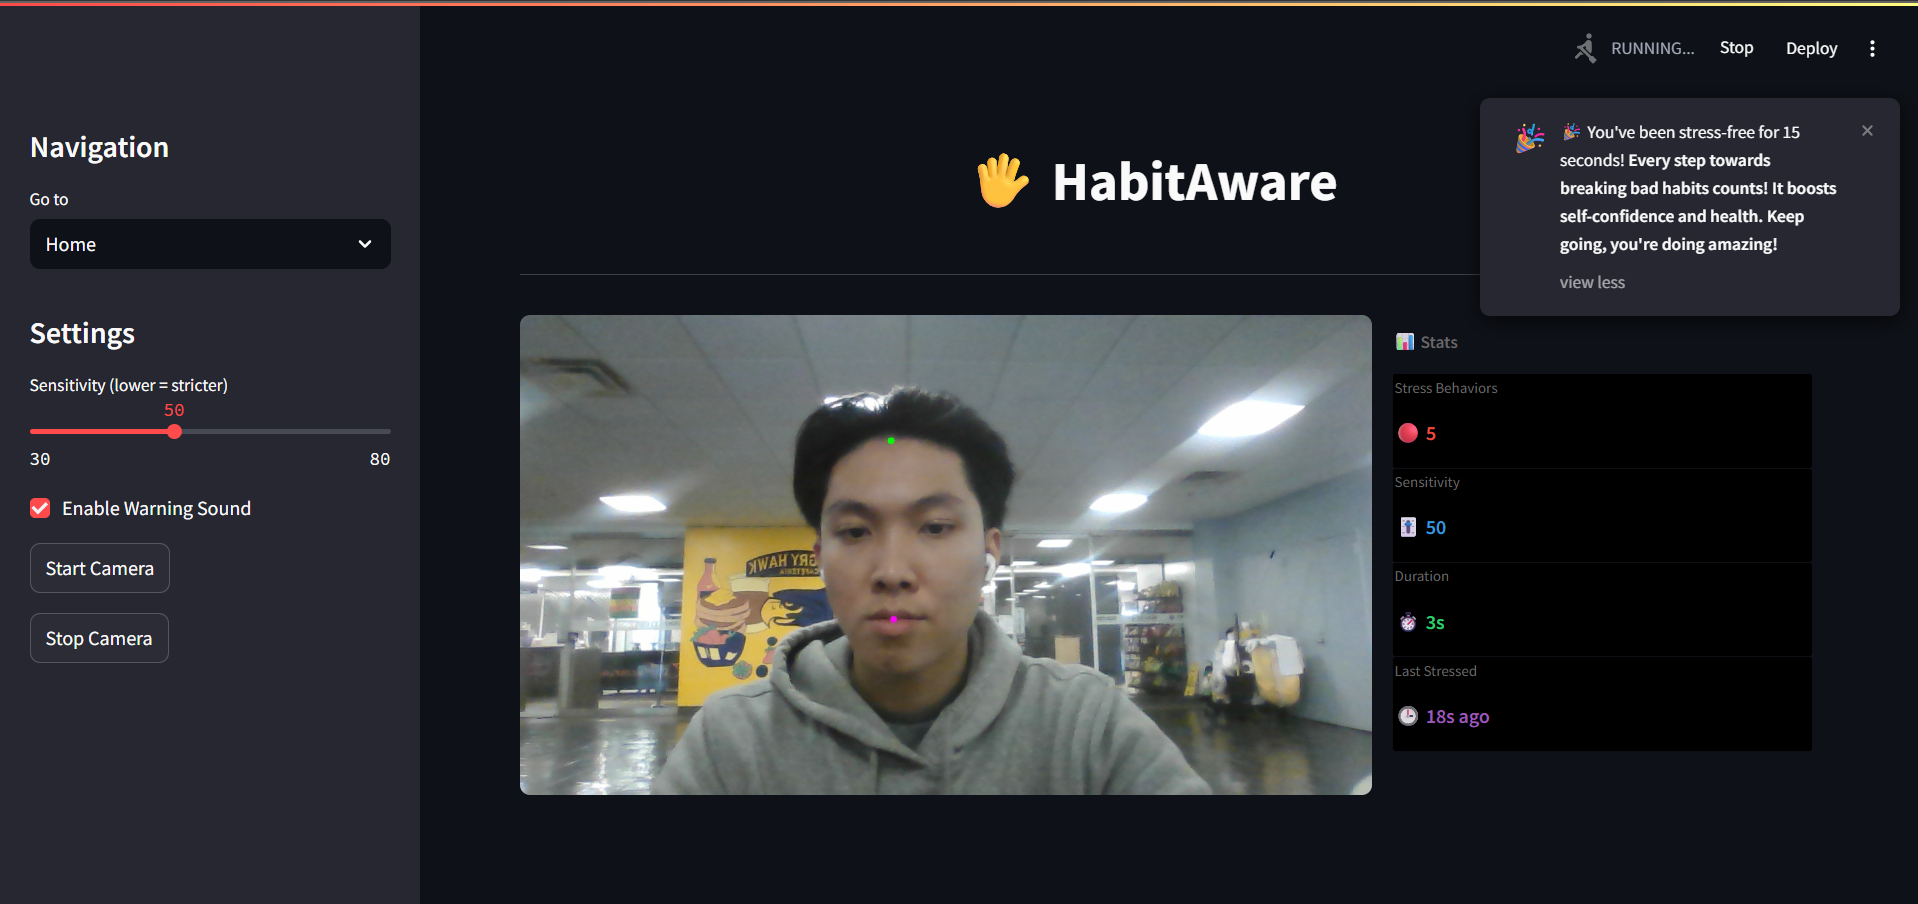 RUNNING...
Stop
Deploy
Navigation
Go to
Home
Settings
Sensitivity (lower = stricter)
50
30
80
Enable Warning Sound
Start Camera
Stop Camera
HabitAware
You've been stress-free for 15
seconds! Every step towards
breaking bad habits counts! It boosts
self-confidence and health. Keep
going, you're doing amazing!
view less
GRY HAWK
CAFETERIA
Stats
Stress Behaviors
5
Sensitivity
50
Duration
3s
Last Stressed
18s ago